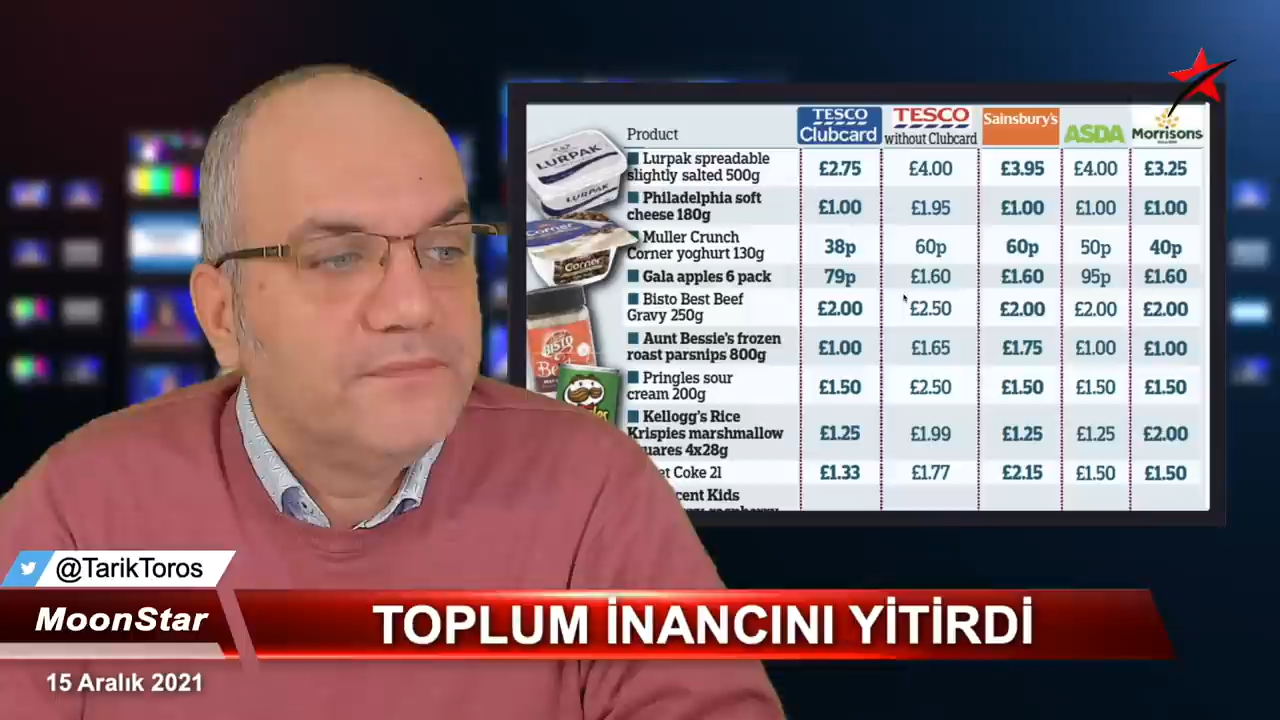 Product
TESCO
Clubcard
TESCO
without Clubcard
Sainsbury's
ASDA
Morrisons
Lurpak spreadable
slightly salted 500g
£2.75 £4.00 £3.95 £4.00 £3.25
Philadelphia soft
cheese 180g
£1.00 £1.95 £1.00 £1.00 £1.00
Muller Crunch
Corner yoghurt 130g
38p 60p 60p 50p 40p
Gala apples 6 pack
79p £1.60 £1.60 95p £1.60
Bisto Best Beef
Gravy 250g
£2.00 £2.50 £2.00 £2.00 £2.00
Aunt Bessie's frozen
roast parsnips 800g
£1.00 £1.65 £1.75 £1.00 £1.00
Pringles sour
cream 200g
£1.50 £2.50 £1.50 £1.50 £1.50
Kellogg's Rice
Krispies marshmallow
uares 4x28g
£1.25 £1.99 £1.25 £1.25 £2.00
et Coke 2l
£1.33 £1.77 £2.15 £1.50 £1.50
cent Kids
LURPAK
LURPAK
Corner
Corner
BISTO
@TarikToros
MoonStar
TOPLUM İNANCINI YİTİRDİ
15 Aralık 2021